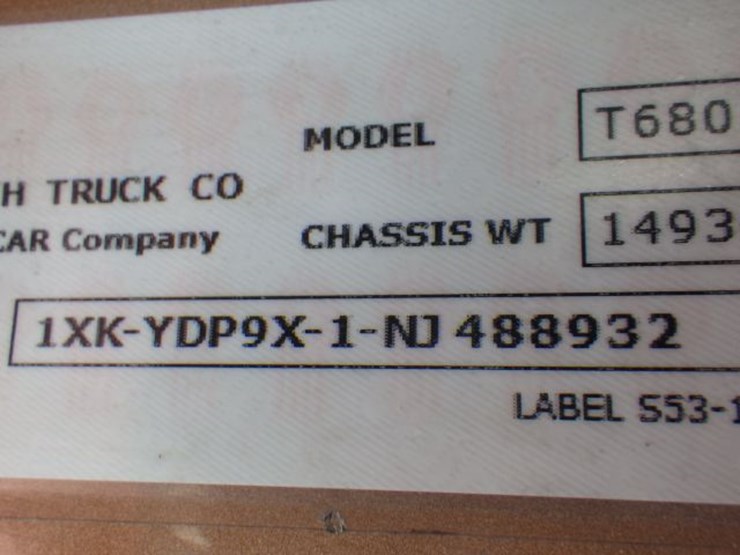 MODEL T680
H TRUCK CO
CAR Company CHASSIS WT 1493
1XK-YDP9X-1-NJ 488932
LABEL S53-1